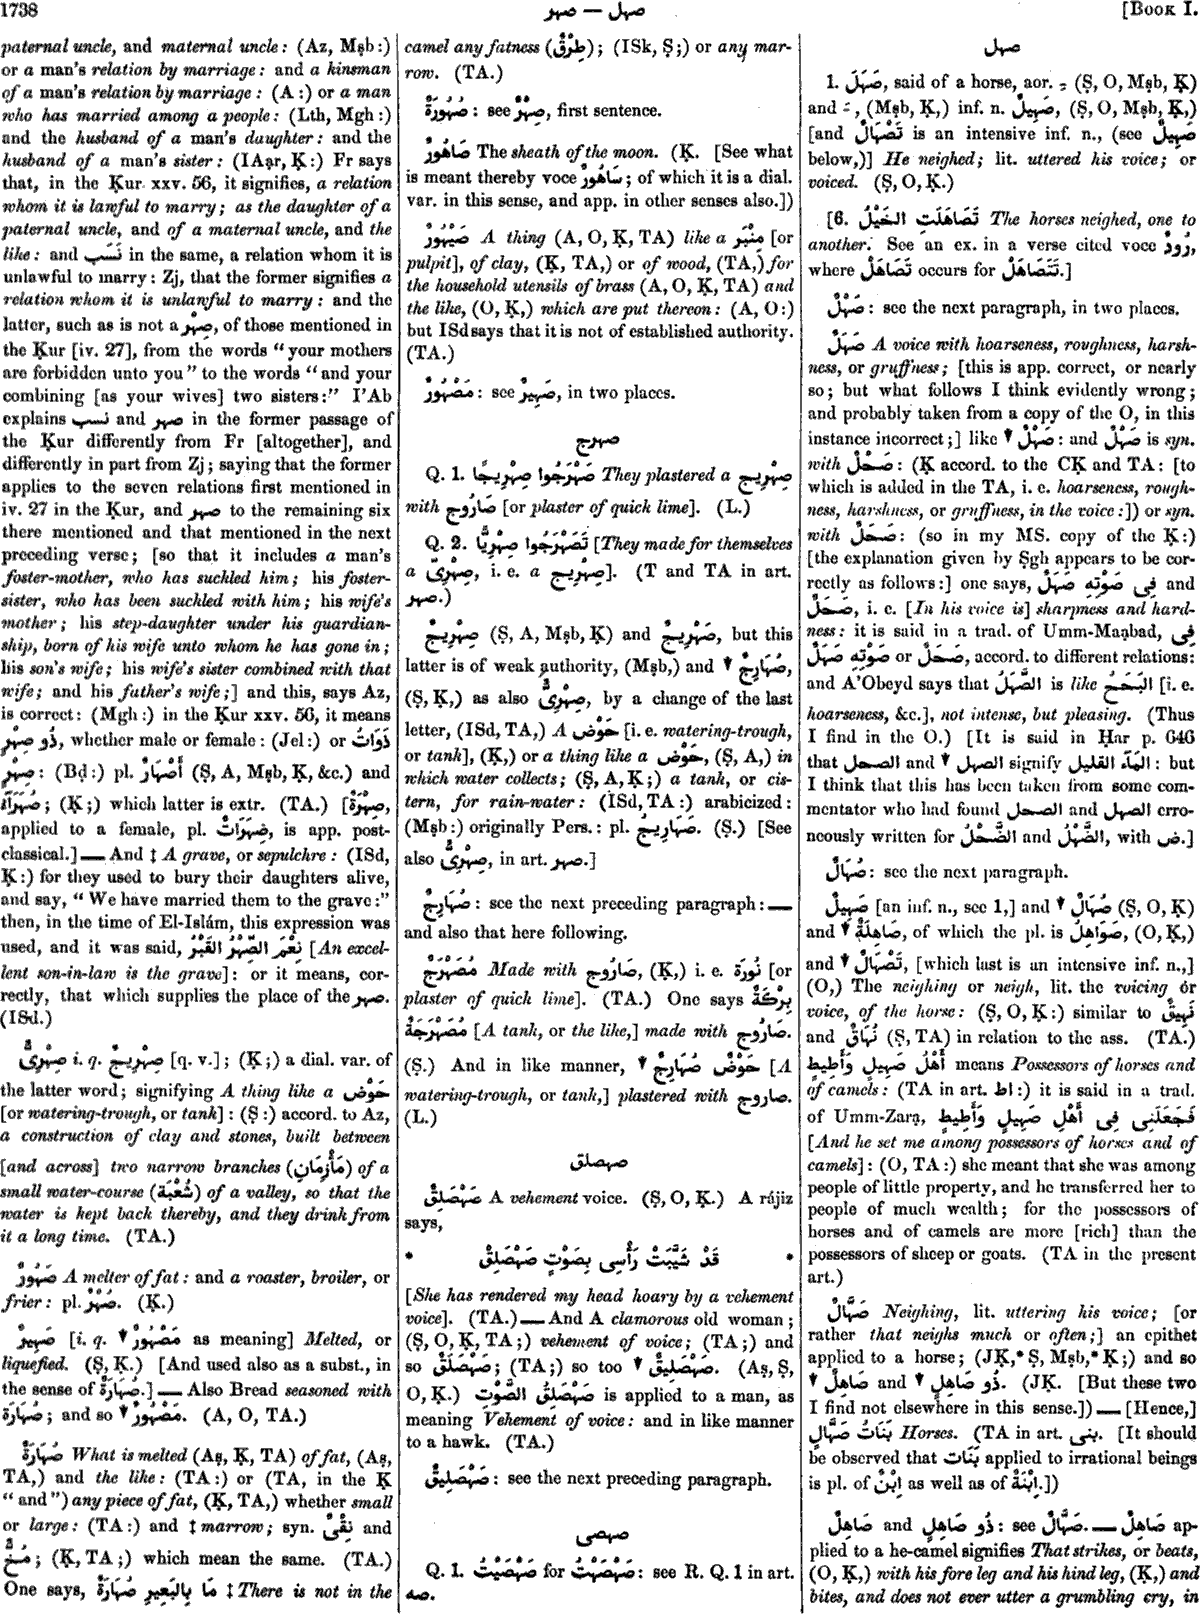 1738
صهل — صهر
[BOOK I.
paternal uncle, and maternal uncle: (Az, Mṣb:)
or a man's relation by marriage: and a kinsman
of a man's relation by marriage: (A:) or a man
who has married among a people: (Lth, Mgh:)
and the husband of a man's daughter: and the
husband of a man's sister: (IAạr, Ḳ:) Fr says
that, in the Ḳur xxv. 56, it signifies, a relation
whom it is lawful to marry; as the daughter of a
paternal uncle, and of a maternal uncle, and the
like: and نَسَب in the same, a relation whom it is
unlawful to marry: Zj, that the former signifies a
relation whom it is unlawful to marry: and the
latter, such as is not a صِهْر, of those mentioned in
the Ḳur [iv. 27], from the words "your mothers
are forbidden unto you" to the words "and your
combining [as your wives] two sisters:" I'Ab
explains نسب and صهر in the former passage of
the Ḳur differently from Fr [altogether], and
differently in part from Zj; saying that the former
applies to the seven relations first mentioned in
iv. 27 in the Ḳur, and صهر to the remaining six
there mentioned and that mentioned in the next
preceding verse; [so that it includes a man's
foster-mother, who has suckled him; his foster-
sister, who has been suckled with him; his wife's
mother; his step-daughter under his guardian-
ship, born of his wife unto whom he has gone in;
his son's wife; his wife's sister combined with that
wife; and his father's wife;] and this, says Az,
is correct: (Mgh:) in the Ḳur xxv. 56, it means
ذُو صِهْرٍ, whether male or female: (Jel:) or ذَوَاتُ
صِهْرٍ: (Bḍ:) pl. أَصْهَارٌ (Ṣ, A, Mṣb, Ḳ, &c.) and
صُهَرَآءُ; (Ḳ;) which latter is extr. (TA.) [صِهْرَةٌ,
applied to a female, pl. صِهَرَاتٌ, is app. post-
classical.] — And ‡ A grave, or sepulchre: (ISd,
Ḳ:) for they used to bury their daughters alive,
and say, "We have married them to the grave:"
then, in the time of El-Islám, this expression was
used, and it was said, نِعْمَ الصِّهْرُ القَبْرُ [An excel-
lent son-in-law is the grave]: or it means, cor-
rectly, that which supplies the place of the صهر.
(ISd.)
صِهْرِىٌّ i. q. صِهْرِيجٌ [q. v.]; (Ḳ;) a dial. var. of
the latter word; signifying A thing like a حَوْض
[or watering-trough, or tank]: (Ṣ:) accord. to Az,
a construction of clay and stones, built between
[and across] two narrow branches (مَأْزِمَانِ) of a
small water-course (شُعْبَة) of a valley, so that the
water is kept back thereby, and they drink from
it a long time. (TA.)
صَهُورٌ A melter of fat: and a roaster, broiler, or
frier: pl. صُهُرٌ. (Ḳ.)
صَهِيرٌ [i. q. ▼ مَصْهُورٌ as meaning] Melted, or
liquefied. (Ṣ, Ḳ.) [And used also as a subst., in
the sense of صُهَارَةٌ.] — Also Bread seasoned with
صُهَارَة; and so ▼ مَصْهُورٌ. (A, O, TA.)
صُهَارَةٌ What is melted (Aṣ, Ḳ, TA) of fat, (Aṣ,
TA,) and the like: (TA:) or (TA, in the Ḳ
"and") any piece of fat, (Ḳ, TA,) whether small
or large: (TA:) and ‡ marrow; syn. نِقْىٌ and
مُخٌّ; (Ḳ, TA;) which mean the same. (TA.)
One says, مَا بِالبَعِيرِ صُهَارَةٌ ‡ There is not in the
camel any fatness (طِرْقٌ); (ISk, Ṣ;) or any mar-
row. (TA.)
صُهُورَةٌ: see صِهْرٌ, first sentence.
صَاهُورٌ The sheath of the moon. (Ḳ. [See what
is meant thereby voce سَاهُورٌ; of which it is a dial.
var. in this sense, and app. in other senses also.])
صَيْهُورٌ A thing (A, O, Ḳ, TA) like a مِنْبَر [or
pulpit], of clay, (Ḳ, TA,) or of wood, (TA,) for
the household utensils of brass (A, O, Ḳ, TA) and
the like, (O, Ḳ,) which are put thereon: (A, O:)
but ISd says that it is not of established authority.
(TA.)
مَصْهُورٌ: see صَهِيرٌ, in two places.
صهرج
Q. 1. صَهْرَجُوا صِهْرِيجًا They plastered a صِهْرِيج
with صَارُوج [or plaster of quick lime]. (L.)
Q. 2. تَصَهْرَجُوا صِهْرِيًّا [They made for themselves
a صِهْرِىّ, i. e. a صِهْرِيج]. (T and TA in art.
صهر.)
صِهْرِيجٌ (Ṣ, A, Mṣb, Ḳ) and صَهْرِيجٌ, but this
latter is of weak authority, (Mṣb,) and ▼ صُهَارِجٌ,
(Ṣ, Ḳ,) as also صِهْرِىٌّ, by a change of the last
letter, (ISd, TA,) A حَوْض [i. e. watering-trough,
or tank], (Ḳ,) or a thing like a حَوْض, (Ṣ, A,) in
which water collects; (Ṣ, A, Ḳ;) a tank, or cis-
tern, for rain-water: (ISd, TA:) arabicized:
(Mṣb:) originally Pers.: pl. صَهَارِيجُ. (Ṣ.) [See
also صِهْرِىٌّ, in art. صهر.]
صُهَارِجٌ: see the next preceding paragraph: —
and also that here following.
مُصَهْرَجٌ Made with صَارُوج, (Ḳ,) i. e. نُورَة [or
plaster of quick lime]. (TA.) One says بِرْكَةٌ
مُصَهْرَجَةٌ [A tank, or the like,] made with صَارُوج.
(Ṣ.) And in like manner, ▼ حَوْضٌ صُهَارِجٌ [A
watering-trough, or tank,] plastered with صاروج.
(L.)
صهصلق
صَهْصَلِقٌ A vehement voice. (Ṣ, O, Ḳ.) A rájiz
says,
* قَدْ شَيَّبَتْ رَأْسِى بِصَوْتٍ صَهْصَلِقْ *
[She has rendered my head hoary by a vehement
voice]. (TA.) — And A clamorous old woman;
(Ṣ, O, Ḳ, TA;) vehement of voice; (TA;) and
so صَهْصَلَقٌ; (TA;) so too ▼ صَهْصَلِيقٌ. (Aṣ, Ṣ,
O, Ḳ.) صَهْصَلِقُ الصَّوْتِ is applied to a man, as
meaning Vehement of voice: and in like manner
to a hawk. (TA.)
صَهْصَلِيقٌ: see the next preceding paragraph.
صهصى
Q. 1. صَهْصَيْتُ for صَهْصَهْتُ: see R. Q. 1 in art.
صه.
صهل
1. صَهَلَ, said of a horse, aor. ـِ (Ṣ, O, Mṣb, Ḳ)
and ـَ, (Mṣb, Ḳ,) inf. n. صَهِيلٌ, (Ṣ, O, Mṣb, Ḳ,)
[and تَصْهَالٌ is an intensive inf. n., (see صَهِيلٌ
below,)] He neighed; lit. uttered his voice; or
voiced. (Ṣ, O, Ḳ.)
[6. تَصَاهَلَتِ الخَيْلُ The horses neighed, one to
another. See an ex. in a verse cited voce رُودٌ,
where تَصَاهَلْ occurs for تَتَصَاهَلْ.]
صَهْلٌ: see the next paragraph, in two places.
صَهَلٌ A voice with hoarseness, roughness, harsh-
ness, or gruffness; [this is app. correct, or nearly
so; but what follows I think evidently wrong;
and probably taken from a copy of the O, in this
instance incorrect;] like ▼ صَهْلٌ: and صَهْلٌ is syn.
with صَحْلٌ: (Ḳ accord. to the CḲ and TA: [to
which is added in the TA, i. e. hoarseness, rough-
ness, harshness, or gruffness, in the voice:]) or syn.
with صَحَلٌ: (so in my MS. copy of the Ḳ:)
[the explanation given by Ṣgh appears to be cor-
rectly as follows:] one says, فِى صَوْتِهِ صَهَلٌ and
صَحَلٌ, i. e. [In his voice is] sharpness and hard-
ness: it is said in a trad. of Umm-Maạbad, فِى
صَوْتِهِ صَهَلٌ or صَحَلٌ, accord. to different relations:
and A'Obeyd says that الصَّهَلُ is like البَحَحُ [i. e.
hoarseness, &c.], not intense, but pleasing. (Thus
I find in the O.) [It is said in Ḥar p. 646
that الصحل and ▼ الصهل signify المَآءُ القليل: but
I think that this has been taken from some com-
mentator who had found الصهل and الصحل erro-
neously written for الضَّهْلُ and الضَّحْلُ, with ض.]
صُهَالٌ: see the next paragraph.
صَهِيلٌ [an inf. n., see 1,] and ▼ صُهَالٌ (Ṣ, O, Ḳ)
and ▼ صَاهِلَةٌ, of which the pl. is صَوَاهِلُ, (O, Ḳ,)
and ▼ تَصْهَالٌ, [which last is an intensive inf. n.,]
(O,) The neighing or neigh, lit. the voicing or
voice, of the horse: (Ṣ, O, Ḳ:) similar to نَهِيقٌ
and نُهَاقٌ (Ṣ, TA) in relation to the ass. (TA.)
أَهْلُ صَهِيلٍ وَأَطِيطٍ means Possessors of horses and
of camels: (TA in art. اط:) it is said in a trad.
of Umm-Zarạ, فَجَعَلَنِى فِى أَهْلِ صَهِيلٍ وَأَطِيطٍ
[And he set me among possessors of horses and of
camels]: (O, TA:) she meant that she was among
people of little property, and he transferred her to
people of much wealth; for the possessors of
horses and of camels are more [rich] than the
possessors of sheep or goats. (TA in the present
art.)
صَهَّالٌ Neighing, lit. uttering his voice; [or
rather that neighs much or often;] an epithet
applied to a horse; (JḲ,* Ṣ, Mṣb,* Ḳ;) and so
▼ صَاهِلٌ and ▼ ذُو صَاهِلٍ. (JḲ. [But these two
I find not elsewhere in this sense.]) — [Hence,]
بَنَاتُ صَهَّالٍ Horses. (TA in art. بنى. [It should
be observed that بَنَات applied to irrational beings
is pl. of اِبْنٌ as well as of اِبْنَةٌ.])
صَاهِلٌ and ذُو صَاهِلٍ: see صَهَّالٌ. — صَاهِلٌ ap-
plied to a he-camel signifies That strikes, or beats,
(O, Ḳ,) with his fore leg and his hind leg, (Ḳ,) and
bites, and does not ever utter a grumbling cry, in